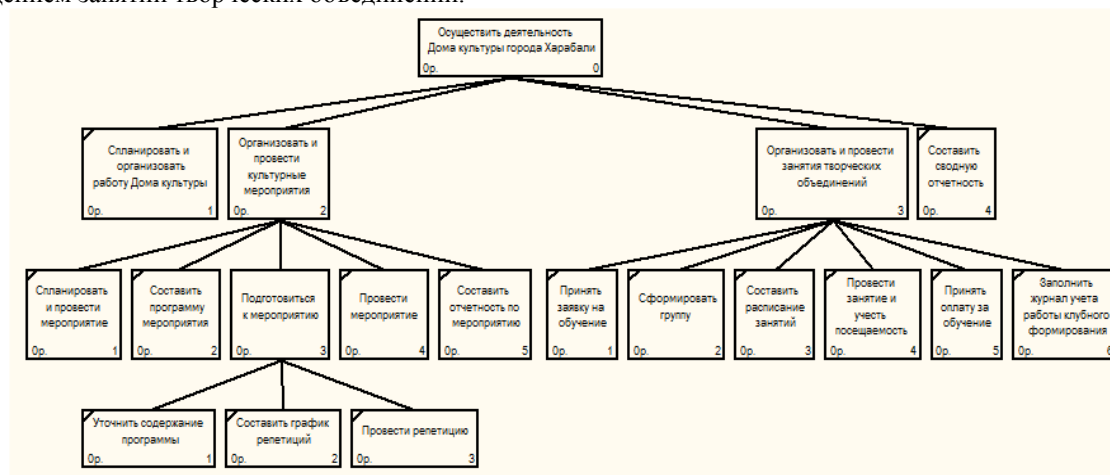 занятий творческих объединений.
Осуществить деятельность
Дома культуры города Харабали
0р. 0
Спланировать и
организовать
работу Дома культуры
0р. 1
Организовать и
провести
культурные
мероприятия
0р. 2
Организовать и провести
занятия творческих
объединений
0р. 3
Составить
сводную
отчетность
0р. 4
Спланировать
и провести
мероприятие
0р. 1
Составить
программу
мероприятия
0р. 2
Подготовиться
к мероприятию
0р. 3
Провести
мероприятие
0р. 4
Составить
отчетность по
мероприятию
0р. 5
Принять
заявку на
обучение
0р. 1
Сформировать
группу
0р. 2
Составить
расписание
занятий
0р. 3
Провести
занятие и
учесть
посещаемость
0р. 4
Принять
оплату за
обучение
0р. 5
Заполнить
журнал учета
работы клубного
формирования
0р. 6
Уточнить содержание
программы
0р. 1
Составить график
репетиций
0р. 2
Провести репетицию
0р. 3